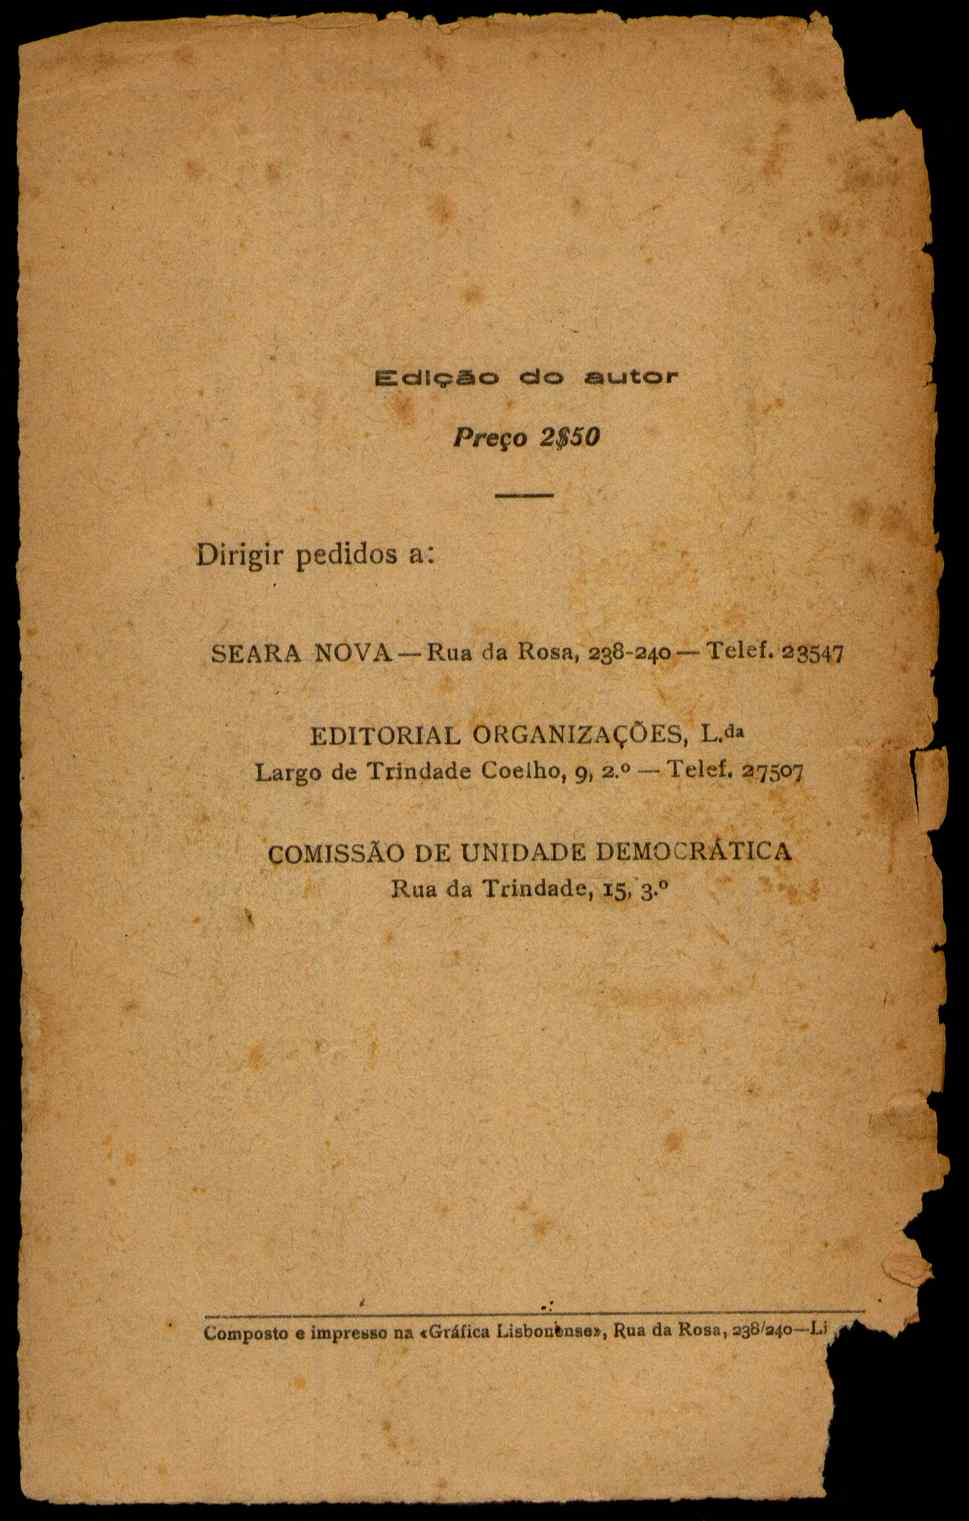 Edição do autor
Preço 2$50
Dirigir pedidos a:
SEARA NOVA — Rua da Rosa, 238-240 — Telef. 23547
EDITORIAL ORGANIZAÇÕES, L.da
Largo de Trindade Coelho, 9, 2.º — Telef. 27507
COMISSÃO DE UNIDADE DEMOCRÁTICA
Rua da Trindade, 15, 3.º
Composto e impresso na «Gráfica Lisbonense», Rua da Rosa, 238/240—Li